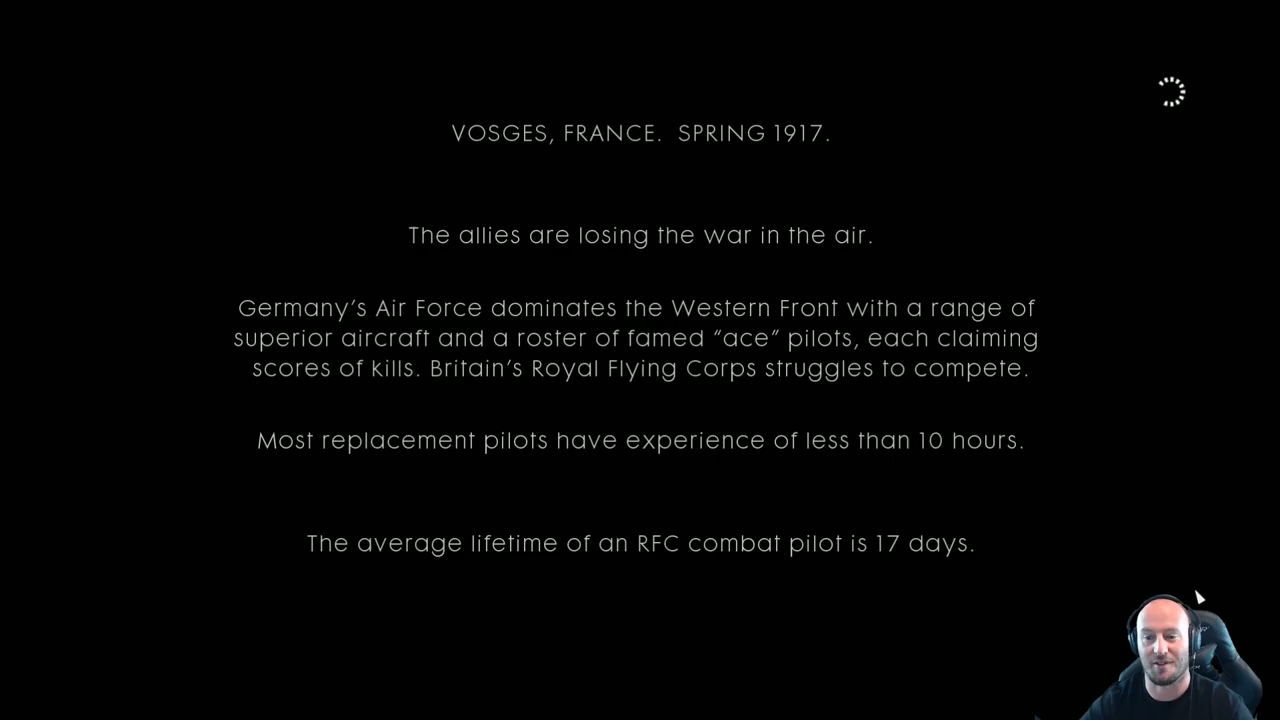 VOSGES, FRANCE. SPRING 1917.
The allies are losing the war in the air.
Germany's Air Force dominates the Western Front with a range of
superior aircraft and a roster of famed “ace” pilots, each claiming
scores of kills. Britain's Royal Flying Corps struggles to compete.
Most replacement pilots have experience of less than 10 hours.
The average lifetime of an RFC combat pilot is 17 days.